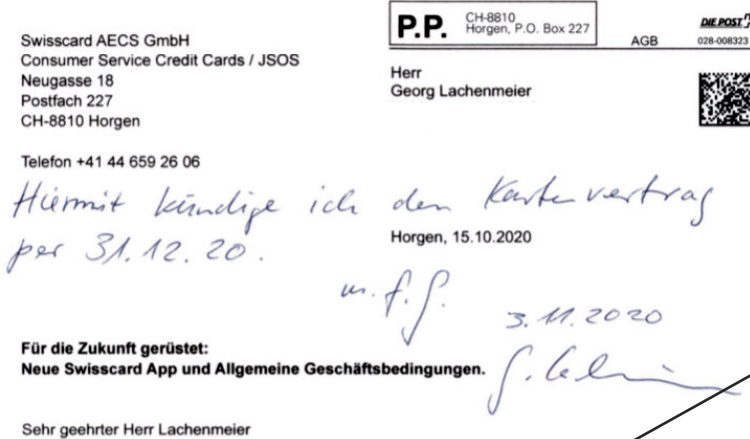 Swisscard AECS GmbH
Consumer Service Credit Cards / JSOS
Neugasse 18
Postfach 227
CH-8810 Horgen
Telefon +41 44 659 26 06
P.P. CH-8810
Horgen, P.O. Box 227
AGB
DIE POST
028-008323
Herr
Georg Lachenmeier
Hiermit kündige ich den Kartenvertrag
per 31.12.20.
Horgen, 15.10.2020
m. f. G.
3.11.2020
Für die Zukunft gerüstet:
Neue Swisscard App und Allgemeine Geschäftsbedingungen.
Sehr geehrter Herr Lachenmeier